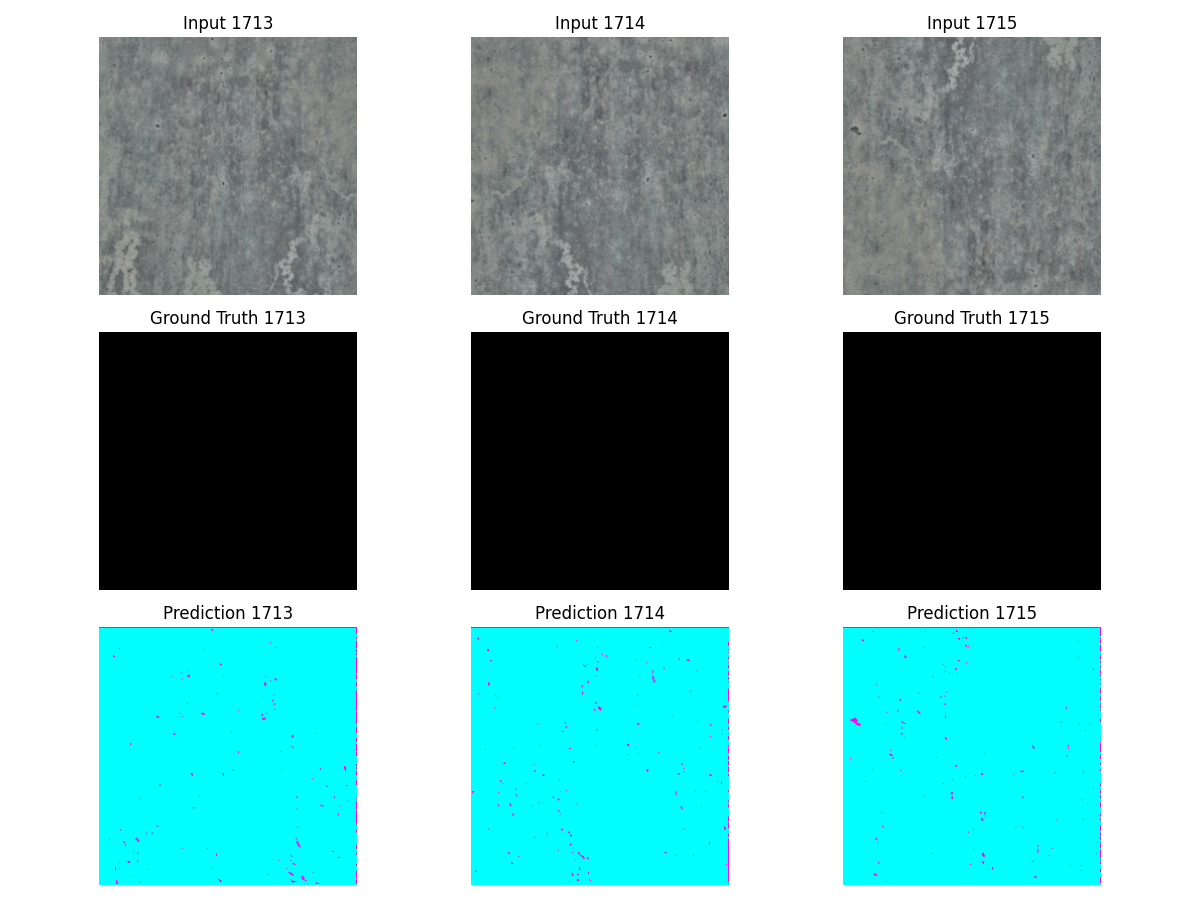 Input 1713
Input 1714
Input 1715
Ground Truth 1713
Ground Truth 1714
Ground Truth 1715
Prediction 1713
Prediction 1714
Prediction 1715